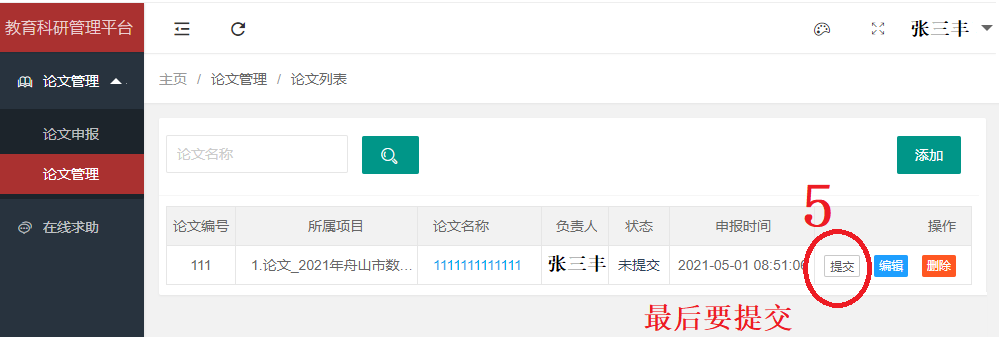 教育科研管理平台
张三丰
论文管理
主页 / 论文管理 / 论文列表
论文申报
论文名称
添加
论文管理
5
在线求助
论文编号 所属项目 论文名称 负责人 状态 申报时间 操作
111 1.论文_2021年舟山市数... 1111111111111 张三丰 未提交 2021-05-01 08:51:06 提交 编辑 删除
最后要提交